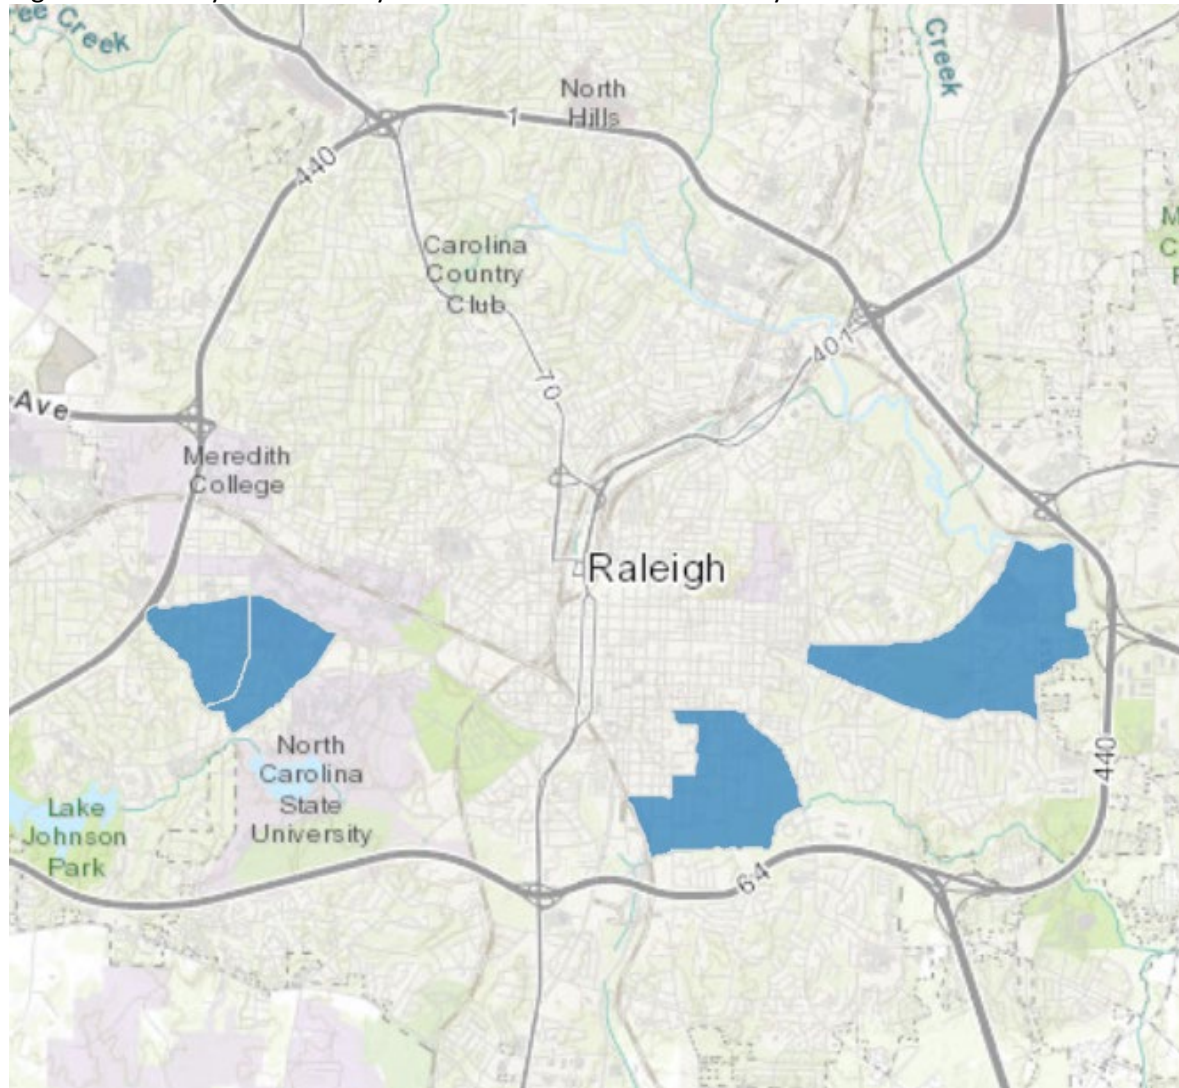 Creek
Creek
North
Hills
1
440
Carolina
Country
Club
401
70
Ave
Meredith
College
Raleigh
North
Carolina
State
University
Lake
Johnson
Park
440
64